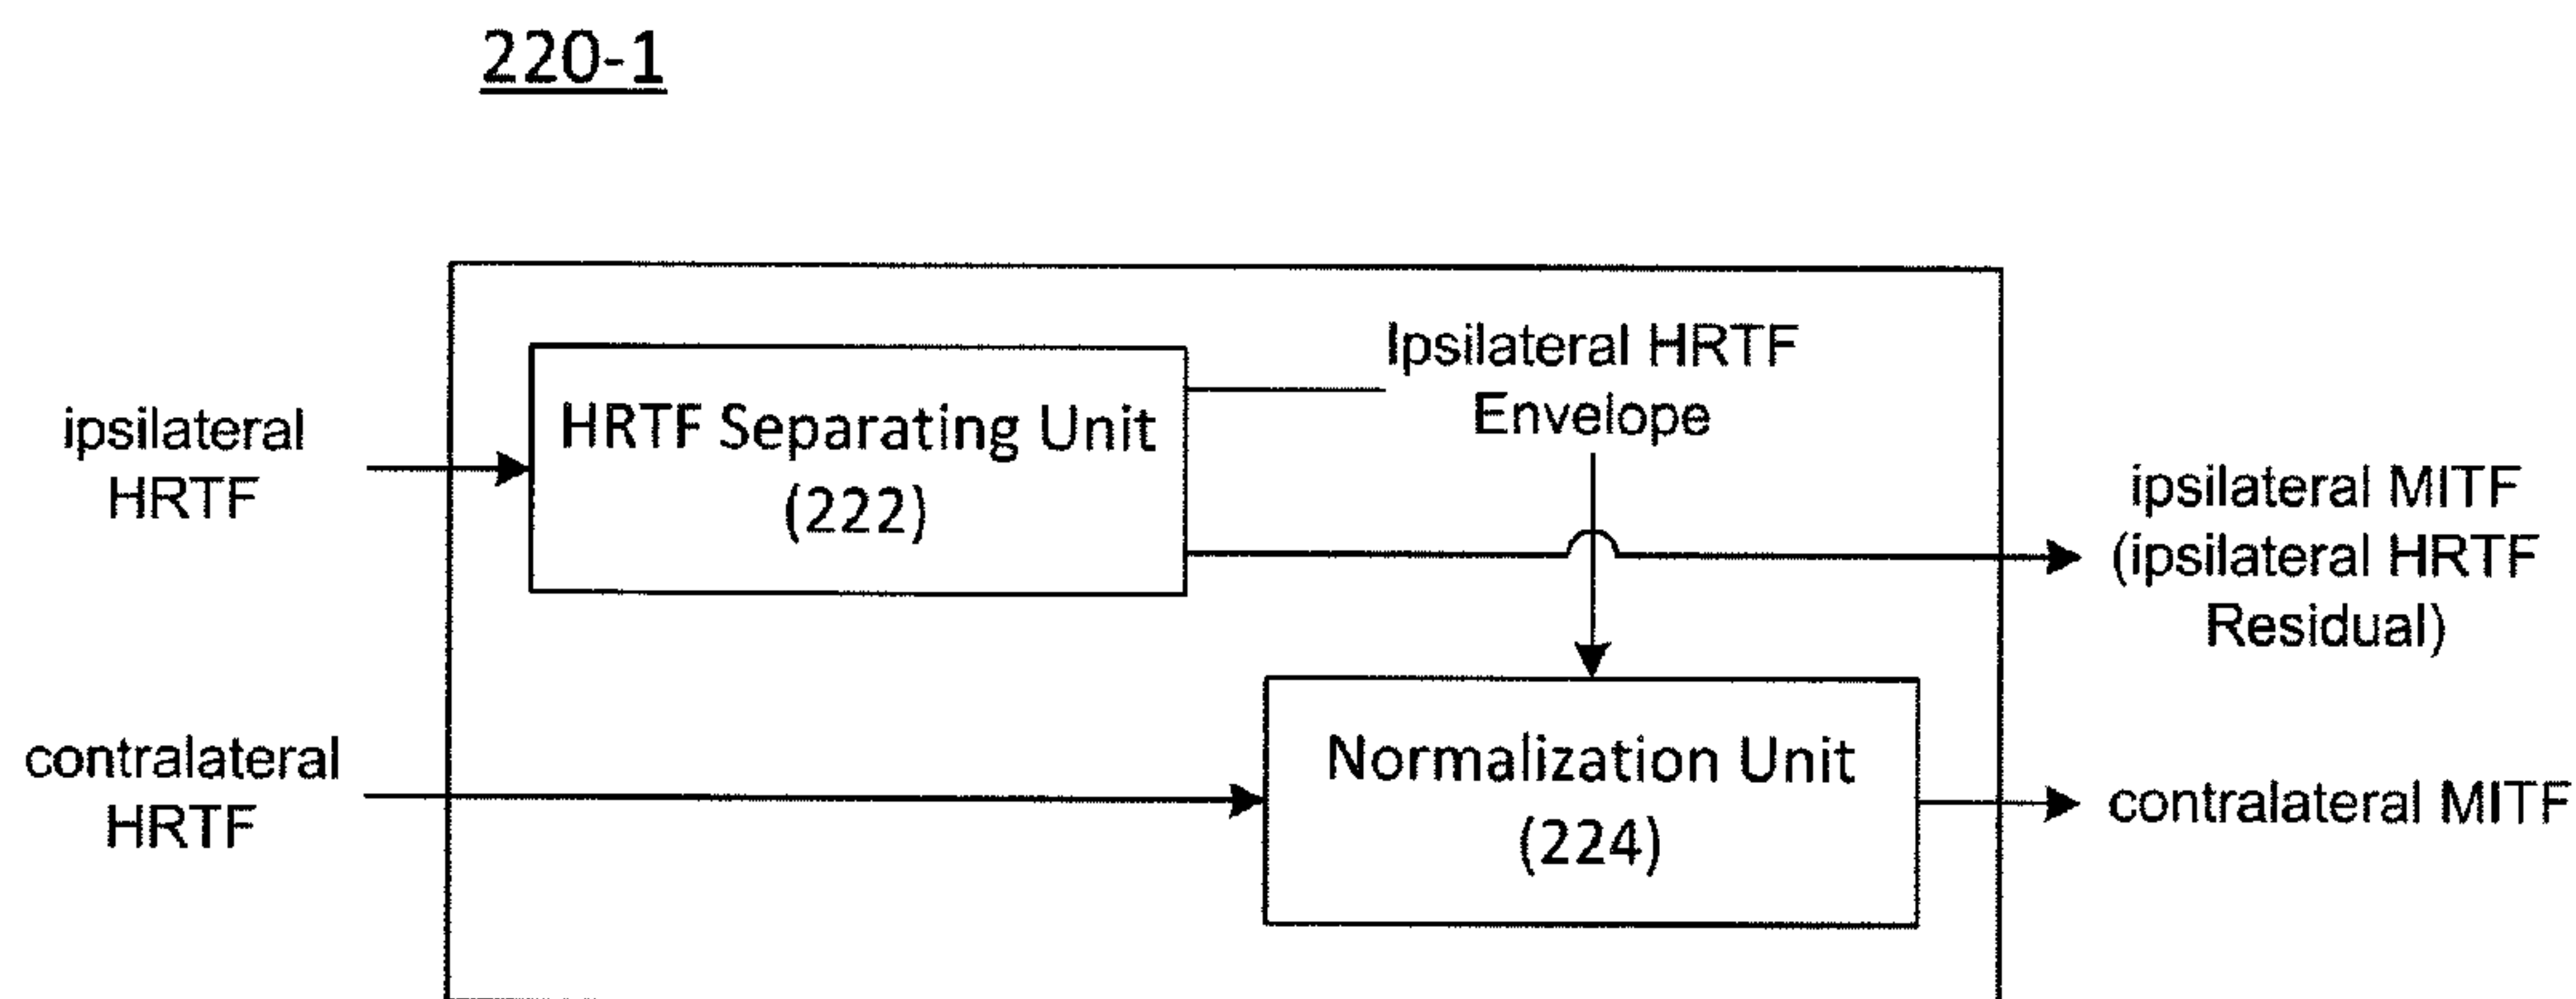 220-1
ipsilateral
HRTF
HRTF Separating Unit
(222)
Ipsilateral HRTF
Envelope
ipsilateral MITF
(ipsilateral HRTF
Residual)
contralateral
HRTF
Normalization Unit
(224)
contralateral MITF